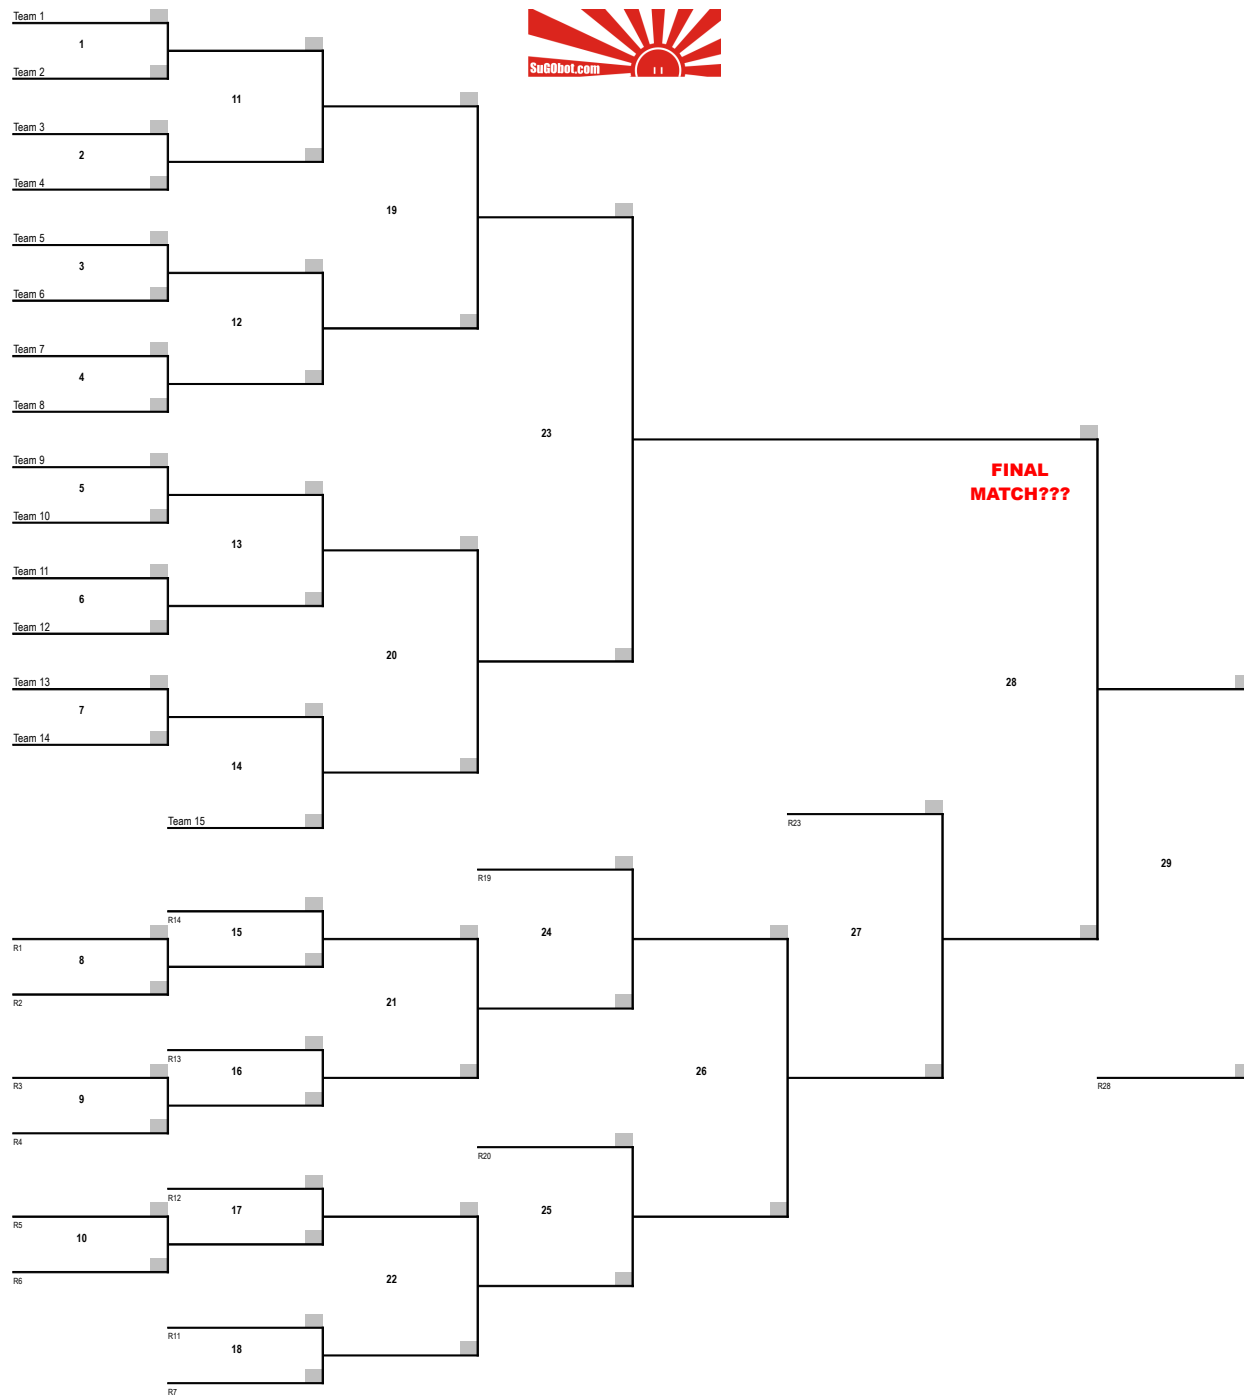 Team 1
1
Team 2
SuGObot.com
11
Team 3
2
Team 4
19
Team 5
3
Team 6
12
Team 7
4
Team 8
23
Team 9
5
Team 10
FINAL
MATCH???
13
Team 11
6
Team 12
20
Team 13
7
Team 14
28
14
Team 15
R23
29
R19
R14
15
24
27
R1
8
R2
21
R13
16
26
R3
9
R4
R28
R20
R12
17
25
R5
10
R6
22
R11
18
R7